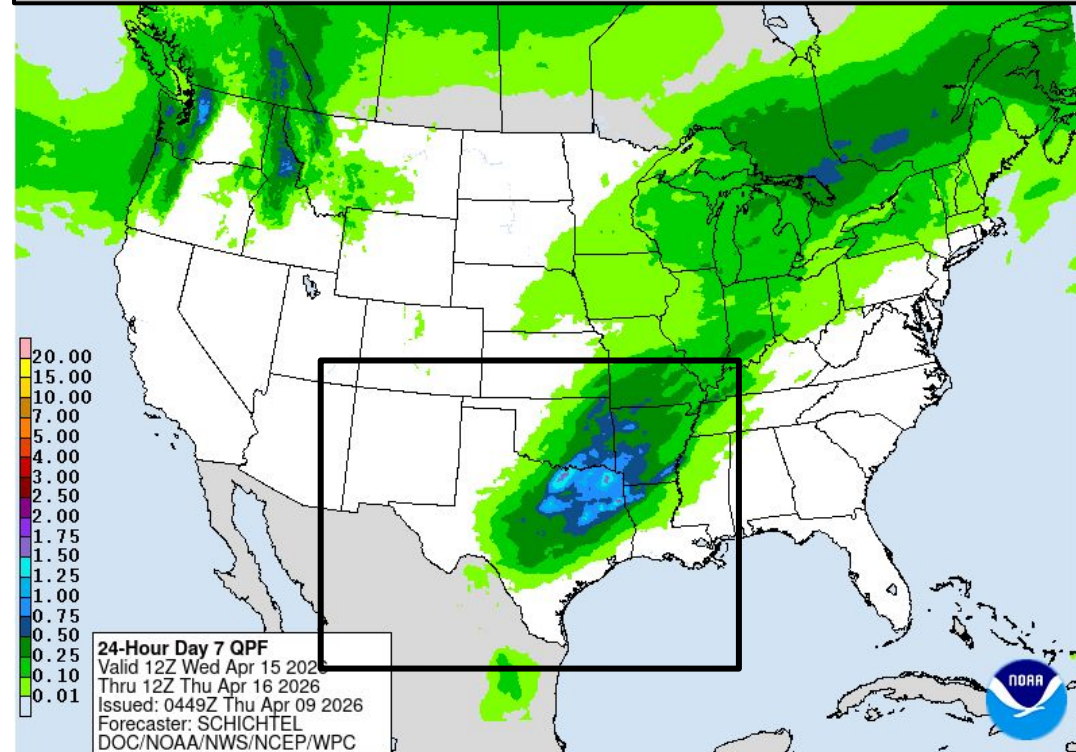 20.00
15.00
10.00
7.00
5.00
4.00
3.00
2.50
2.00
1.75
1.50
1.25
1.00
0.75
0.50
0.25
0.10
0.01
24-Hour Day 7 QPF
Valid 12Z Wed Apr 15 2026
Thru 12Z Thu Apr 16 2026
Issued: 0449Z Thu Apr 09 2026
Forecaster: SCHICHTEL
DOC/NOAA/NWS/NCEP/WPC
NOAA